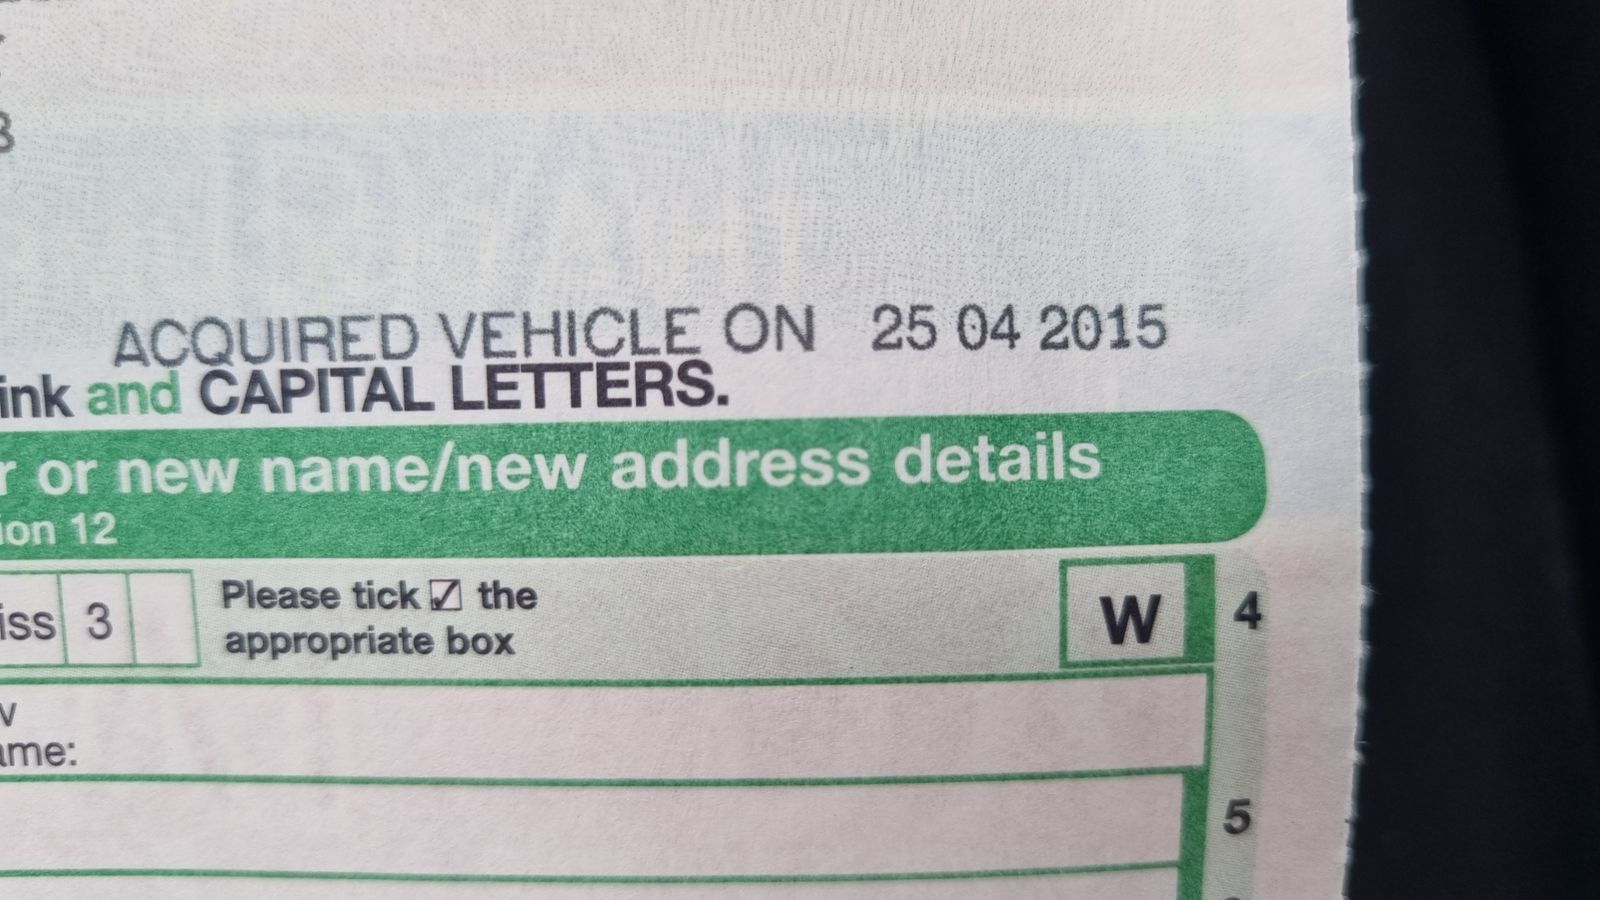 ACQUIRED VEHICLE ON 25 04 2015
ink and CAPITAL LETTERS.
r or new name/new address details
ion 12
iss 3
Please tick ☑ the
appropriate box
W 4
ame:
5